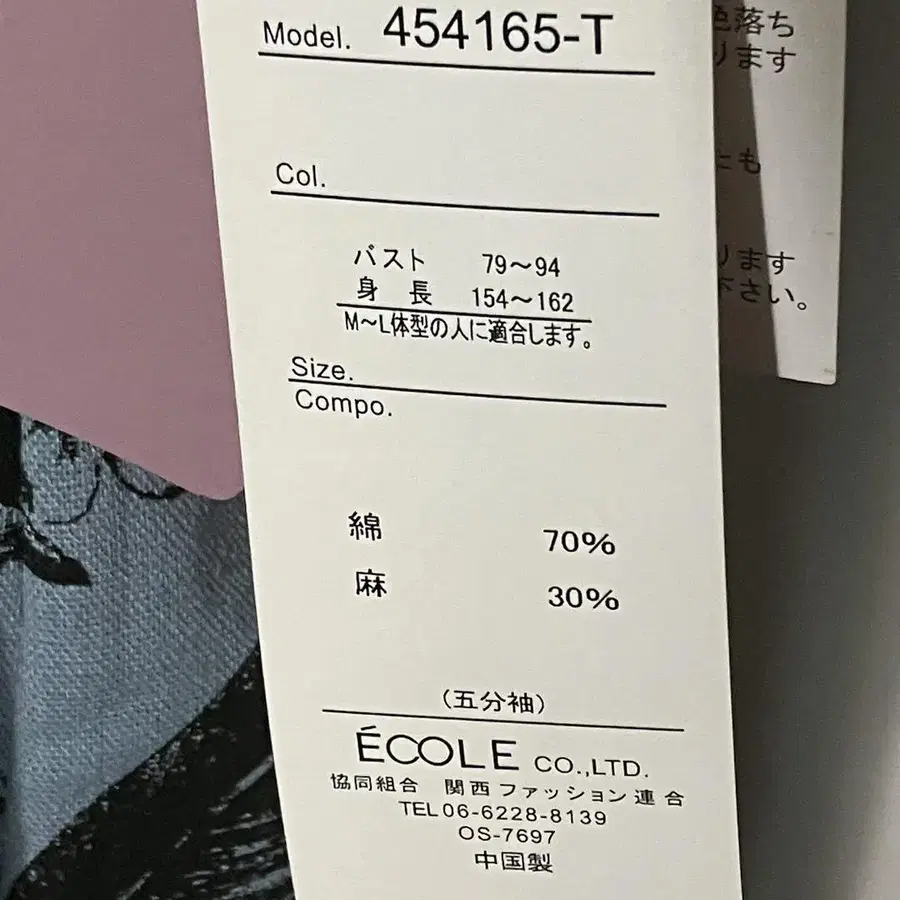 Model. 454165-T
Col.
バスト 79〜94
身長 154〜162
M〜L体型の人に適合します。
Size.
Compo.
綿 70%
麻 30%
(五分袖)
ÉCOLE CO.,LTD.
協同組合 関西ファッション連合
TEL 06-6228-8139
OS-7697
中国製
色落ち
ります
とも
ります
下さい。